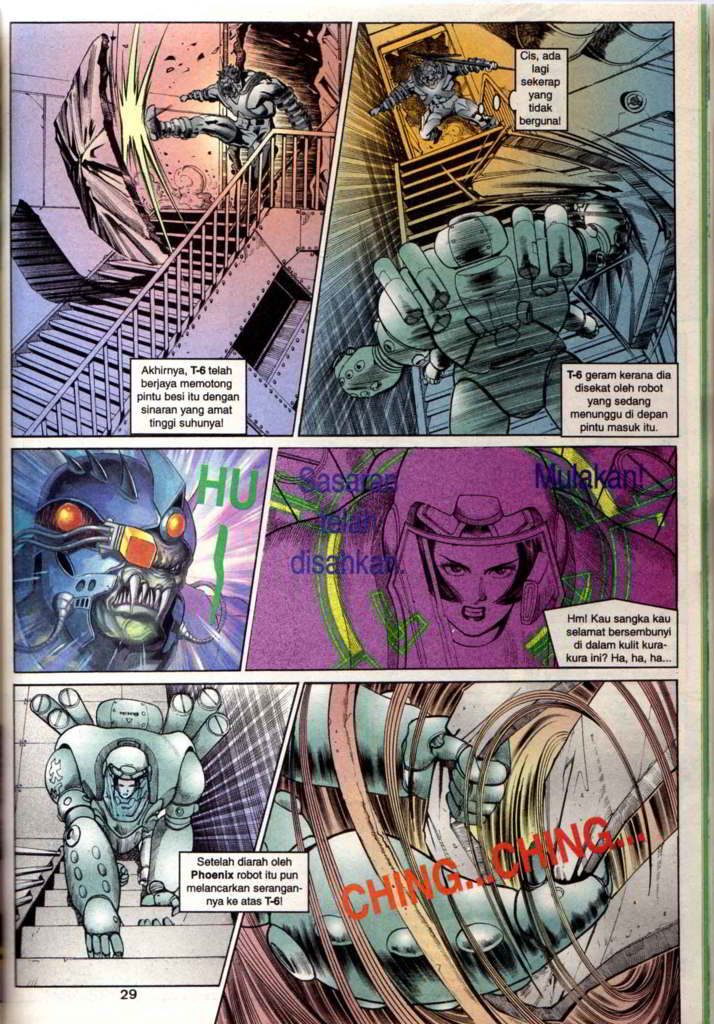 Cis, ada
lagi
sekerap
yang
tidak
berguna!
Akhirnya, T-6 telah
berjaya memotong
pintu besi itu dengan
sinaran yang amat
tinggi suhunya!
T-6 geram kerana dia
disekat oleh robot
yang sedang
menunggu di depan
pintu masuk itu.
HU
Sasaran
telah
disahkan.
Mulakan!
Hm! Kau sangka kau
selamat bersembunyi
di dalam kulit kura-
kura ini? Ha, ha, ha...
Setelah diarah oleh
Phoenix robot itu pun
melancarkan serangan-
nya ke atas T-6!
CHING...CHING...
29